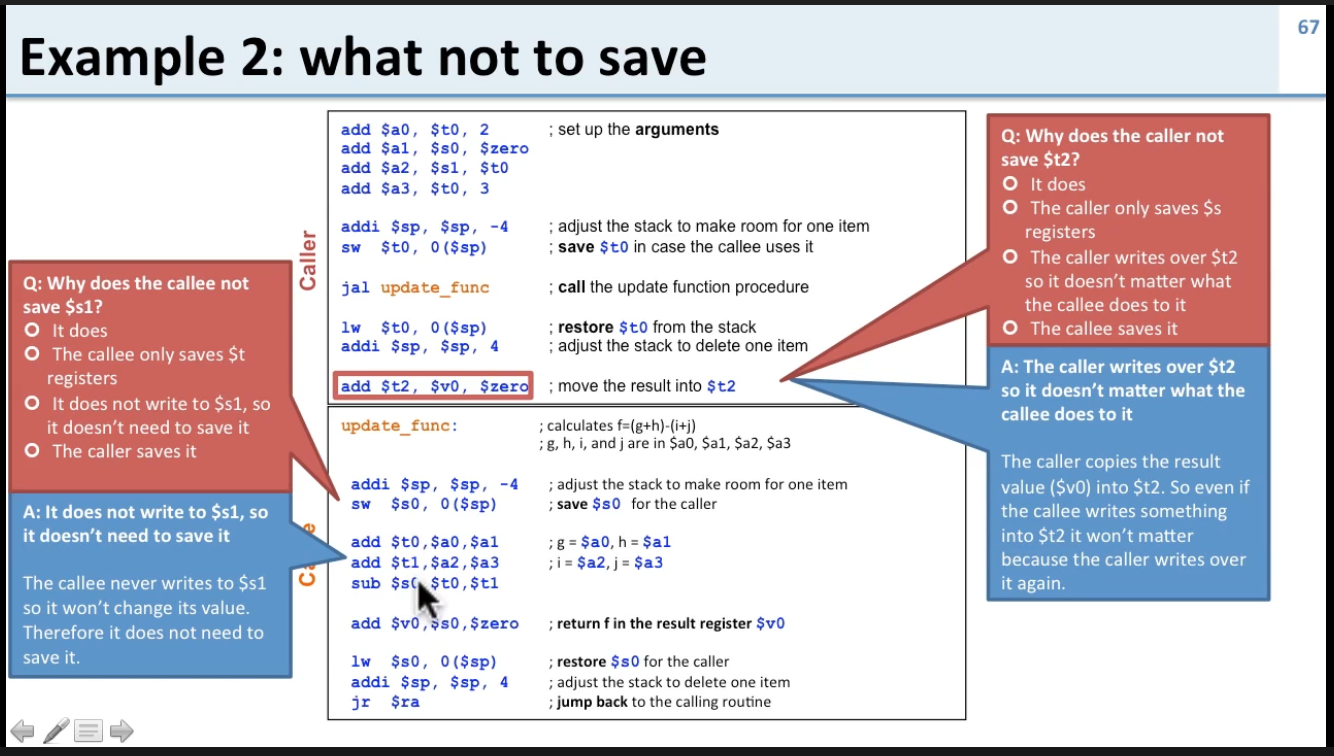 67
Example 2: what not to save
add $a0, $t0, 2 ; set up the arguments
add $a1, $s0, $zero
add $a2, $s1, $t0
add $a3, $t0, 3
addi $sp, $sp, -4 ; adjust the stack to make room for one item
sw $t0, 0($sp) ; save $t0 in case the callee uses it
jal update_func ; call the update function procedure
lw $t0, 0($sp) ; restore $t0 from the stack
addi $sp, $sp, 4 ; adjust the stack to delete one item
add $t2, $v0, $zero ; move the result into $t2
Caller
update_func: ; calculates f=(g+h)-(i+j)
; g, h, i, and j are in $a0, $a1, $a2, $a3
addi $sp, $sp, -4 ; adjust the stack to make room for one item
sw $s0, 0($sp) ; save $s0 for the caller
add $t0,$a0,$a1 ; g = $a0, h = $a1
add $t1,$a2,$a3 ; i = $a2, j = $a3
sub $s0,$t0,$t1
add $v0,$s0,$zero ; return f in the result register $v0
lw $s0, 0($sp) ; restore $s0 for the caller
addi $sp, $sp, 4 ; adjust the stack to delete one item
jr $ra ; jump back to the calling routine
Q: Why does the callee not
save $s1?
It does
The callee only saves $t
registers
It does not write to $s1, so
it doesn't need to save it
The caller saves it
A: It does not write to $s1, so
it doesn't need to save it
The callee never writes to $s1
so it won't change its value.
Therefore it does not need to
save it.
Q: Why does the caller not
save $t2?
It does
The caller only saves $s
registers
The caller writes over $t2
so it doesn't matter what
the callee does to it
The callee saves it
A: The caller writes over $t2
so it doesn't matter what the
callee does to it
The caller copies the result
value ($v0) into $t2. So even if
the callee writes something
into $t2 it won't matter
because the caller writes over
it again.